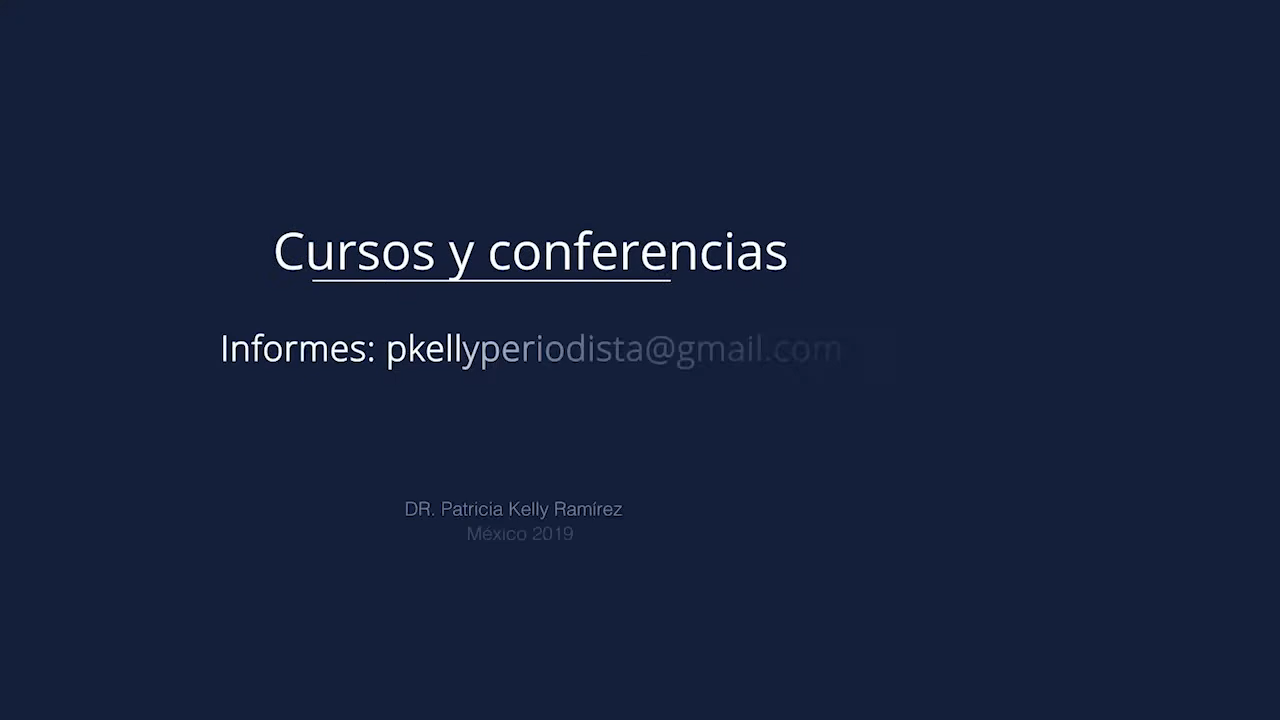 Cursos y conferencias
Informes: pkellyperiodista@gmail.com
DR. Patricia Kelly Ramírez
México 2019